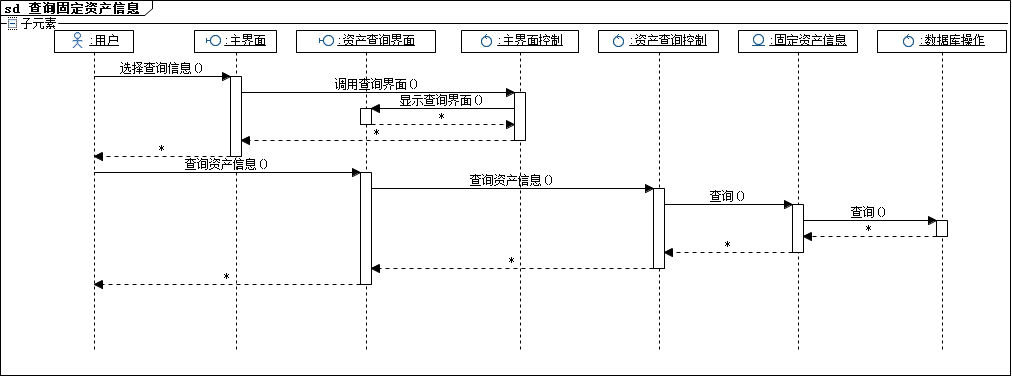 sd 查询固定资产信息
子元素
:用户
:主界面
:资产查询界面
:主界面控制
:资产查询控制
:固定资产信息
:数据库操作
选择查询信息()
调用查询界面()
显示查询界面()
*
*
*
查询资产信息()
查询资产信息()
查询()
查询()
*
*
*
*